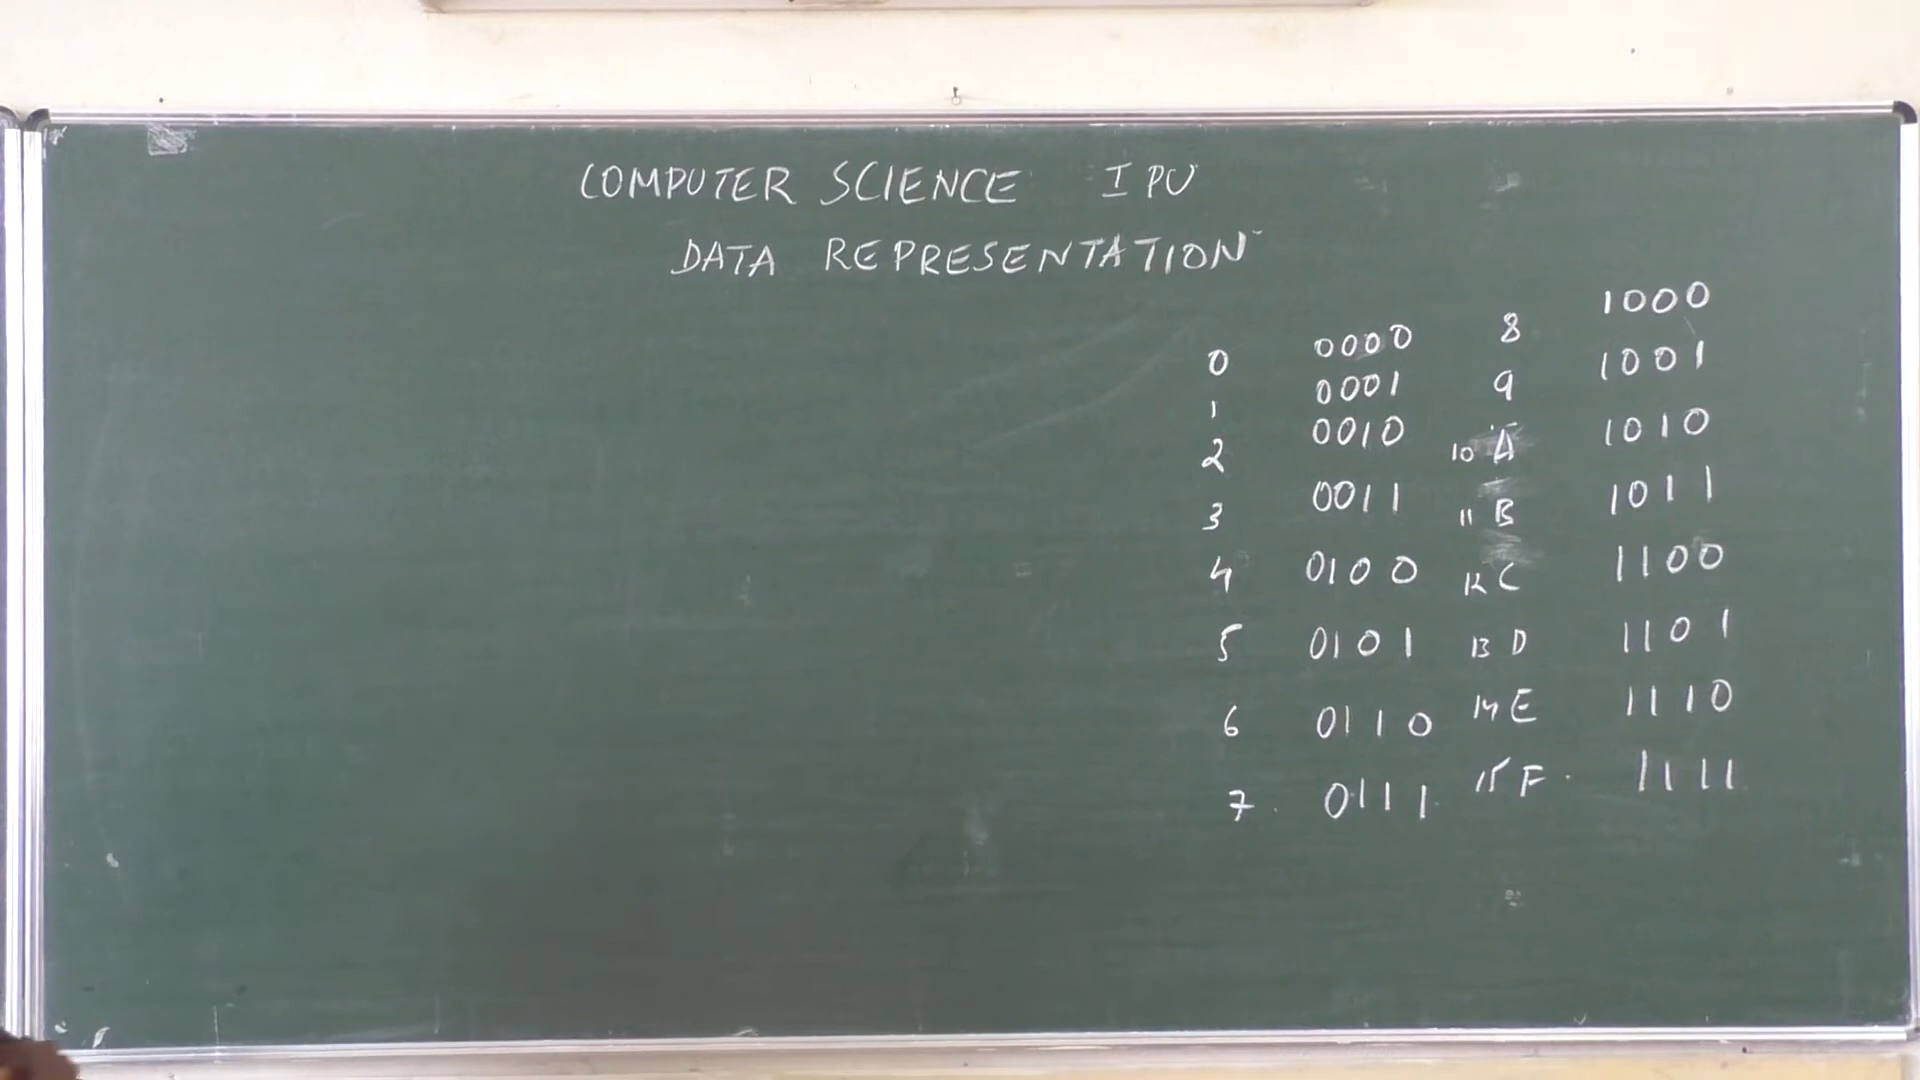 COMPUTER SCIENCE I PU
DATA REPRESENTATION
0 0000 8 1000
1 0001 9 1001
2 0010 10 A 1010
3 0011 11 B 1011
4 0100 12 C 1100
5 0101 13 D 1101
6 0110 14 E 1110
7 0111 15 F 1111